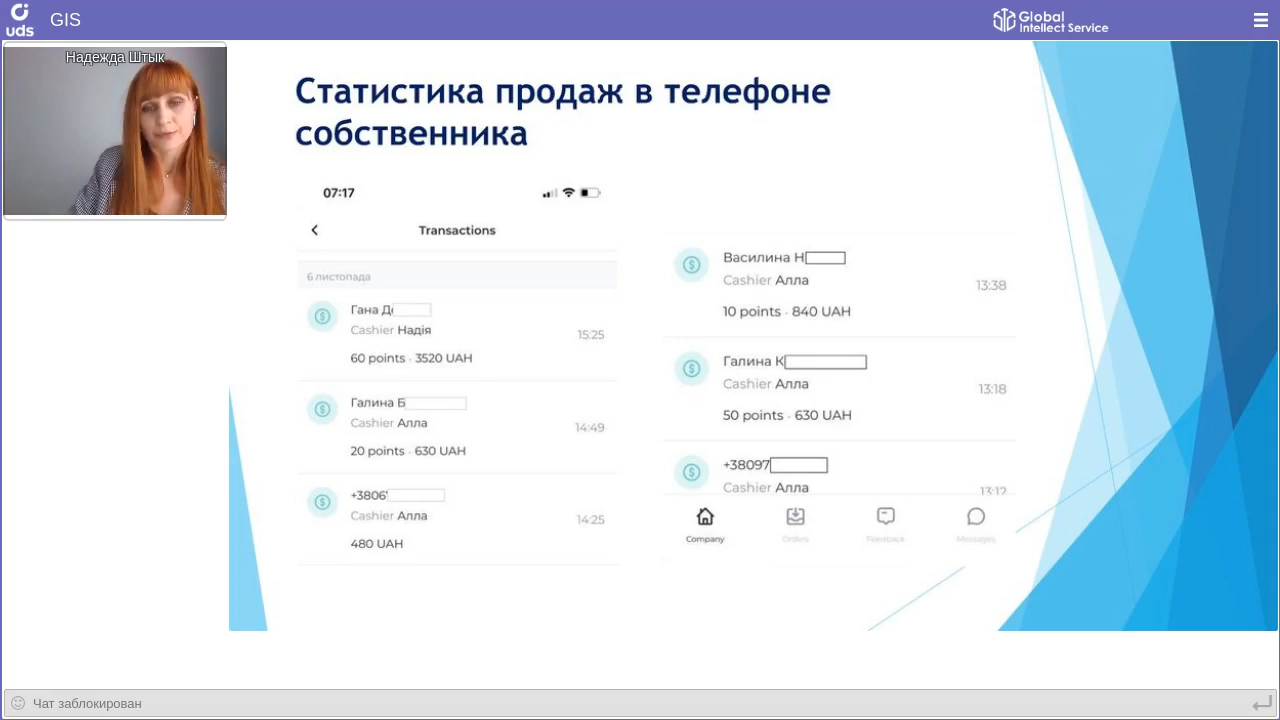 uds
GIS
Global
Intellect Service
Надежда Штык
Статистика продаж в телефоне
собственника
07:17
Transactions
6 листопада
Гана Д
Cashier Надія
15:25
60 points · 3520 UAH
Галина Б
Cashier Алла
14:49
20 points · 630 UAH
+3806
Cashier Алла
14:25
480 UAH
Василина Н
Cashier Алла
13:38
10 points · 840 UAH
Галина К
Cashier Алла
13:18
50 points · 630 UAH
+38097
Cashier Алла
13:12
Company
Orders
Feedback
Messages
Чат заблокирован